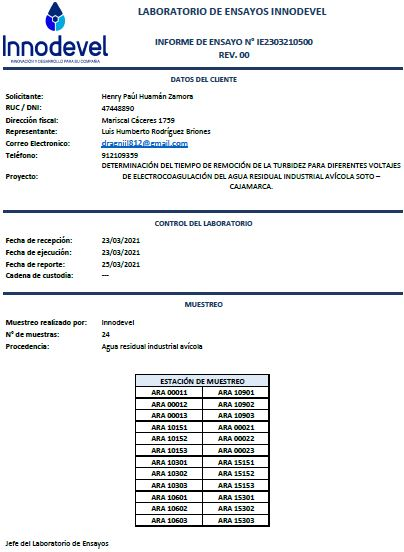 LABORATORIO DE ENSAYOS INNODEVEL
Innodevel
INNOVACIÓN Y DESARROLLO PARA SU COMPAÑÍA
INFORME DE ENSAYO N° IE2303210500
REV. 00
DATOS DEL CLIENTE
Solicitante: Henry Paúl Huamán Zamora
RUC / DNI: 47448890
Dirección fiscal: Mariscal Cáceres 1759
Representante: Luis Humberto Rodríguez Briones
Correo Electronico: dragniil812@gmail.com
Teléfono: 912109359
Proyecto: DETERMINACIÓN DEL TIEMPO DE REMOCIÓN DE LA TURBIDEZ PARA DIFERENTES VOLTAJES
DE ELECTROCOAGULACIÓN DEL AGUA RESIDUAL INDUSTRIAL AVÍCOLA SOTO –
CAJAMARCA.
CONTROL DEL LABORATORIO
Fecha de recepción: 23/03/2021
Fecha de ejecución: 23/03/2021
Fecha de reporte: 25/03/2021
Cadena de custodia: ---
MUESTREO
Muestreo realizado por: Innodevel
N° de muestras: 24
Procedencia: Agua residual industrial avícola
ESTACIÓN DE MUESTREO
ARA 00011 ARA 10901
ARA 00012 ARA 10902
ARA 00013 ARA 10903
ARA 10151 ARA 00021
ARA 10152 ARA 00022
ARA 10153 ARA 00023
ARA 10301 ARA 15151
ARA 10302 ARA 15152
ARA 10303 ARA 15153
ARA 10601 ARA 15301
ARA 10602 ARA 15302
ARA 10603 ARA 15303
Jefe del Laboratorio de Ensayos